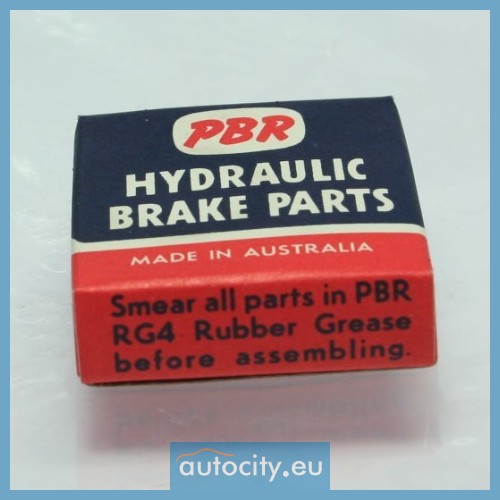 PBR
HYDRAULIC
BRAKE PARTS
MADE IN AUSTRALIA
Smear all parts in PBR
RG4 Rubber Grease
before assembling.
autocity.eu